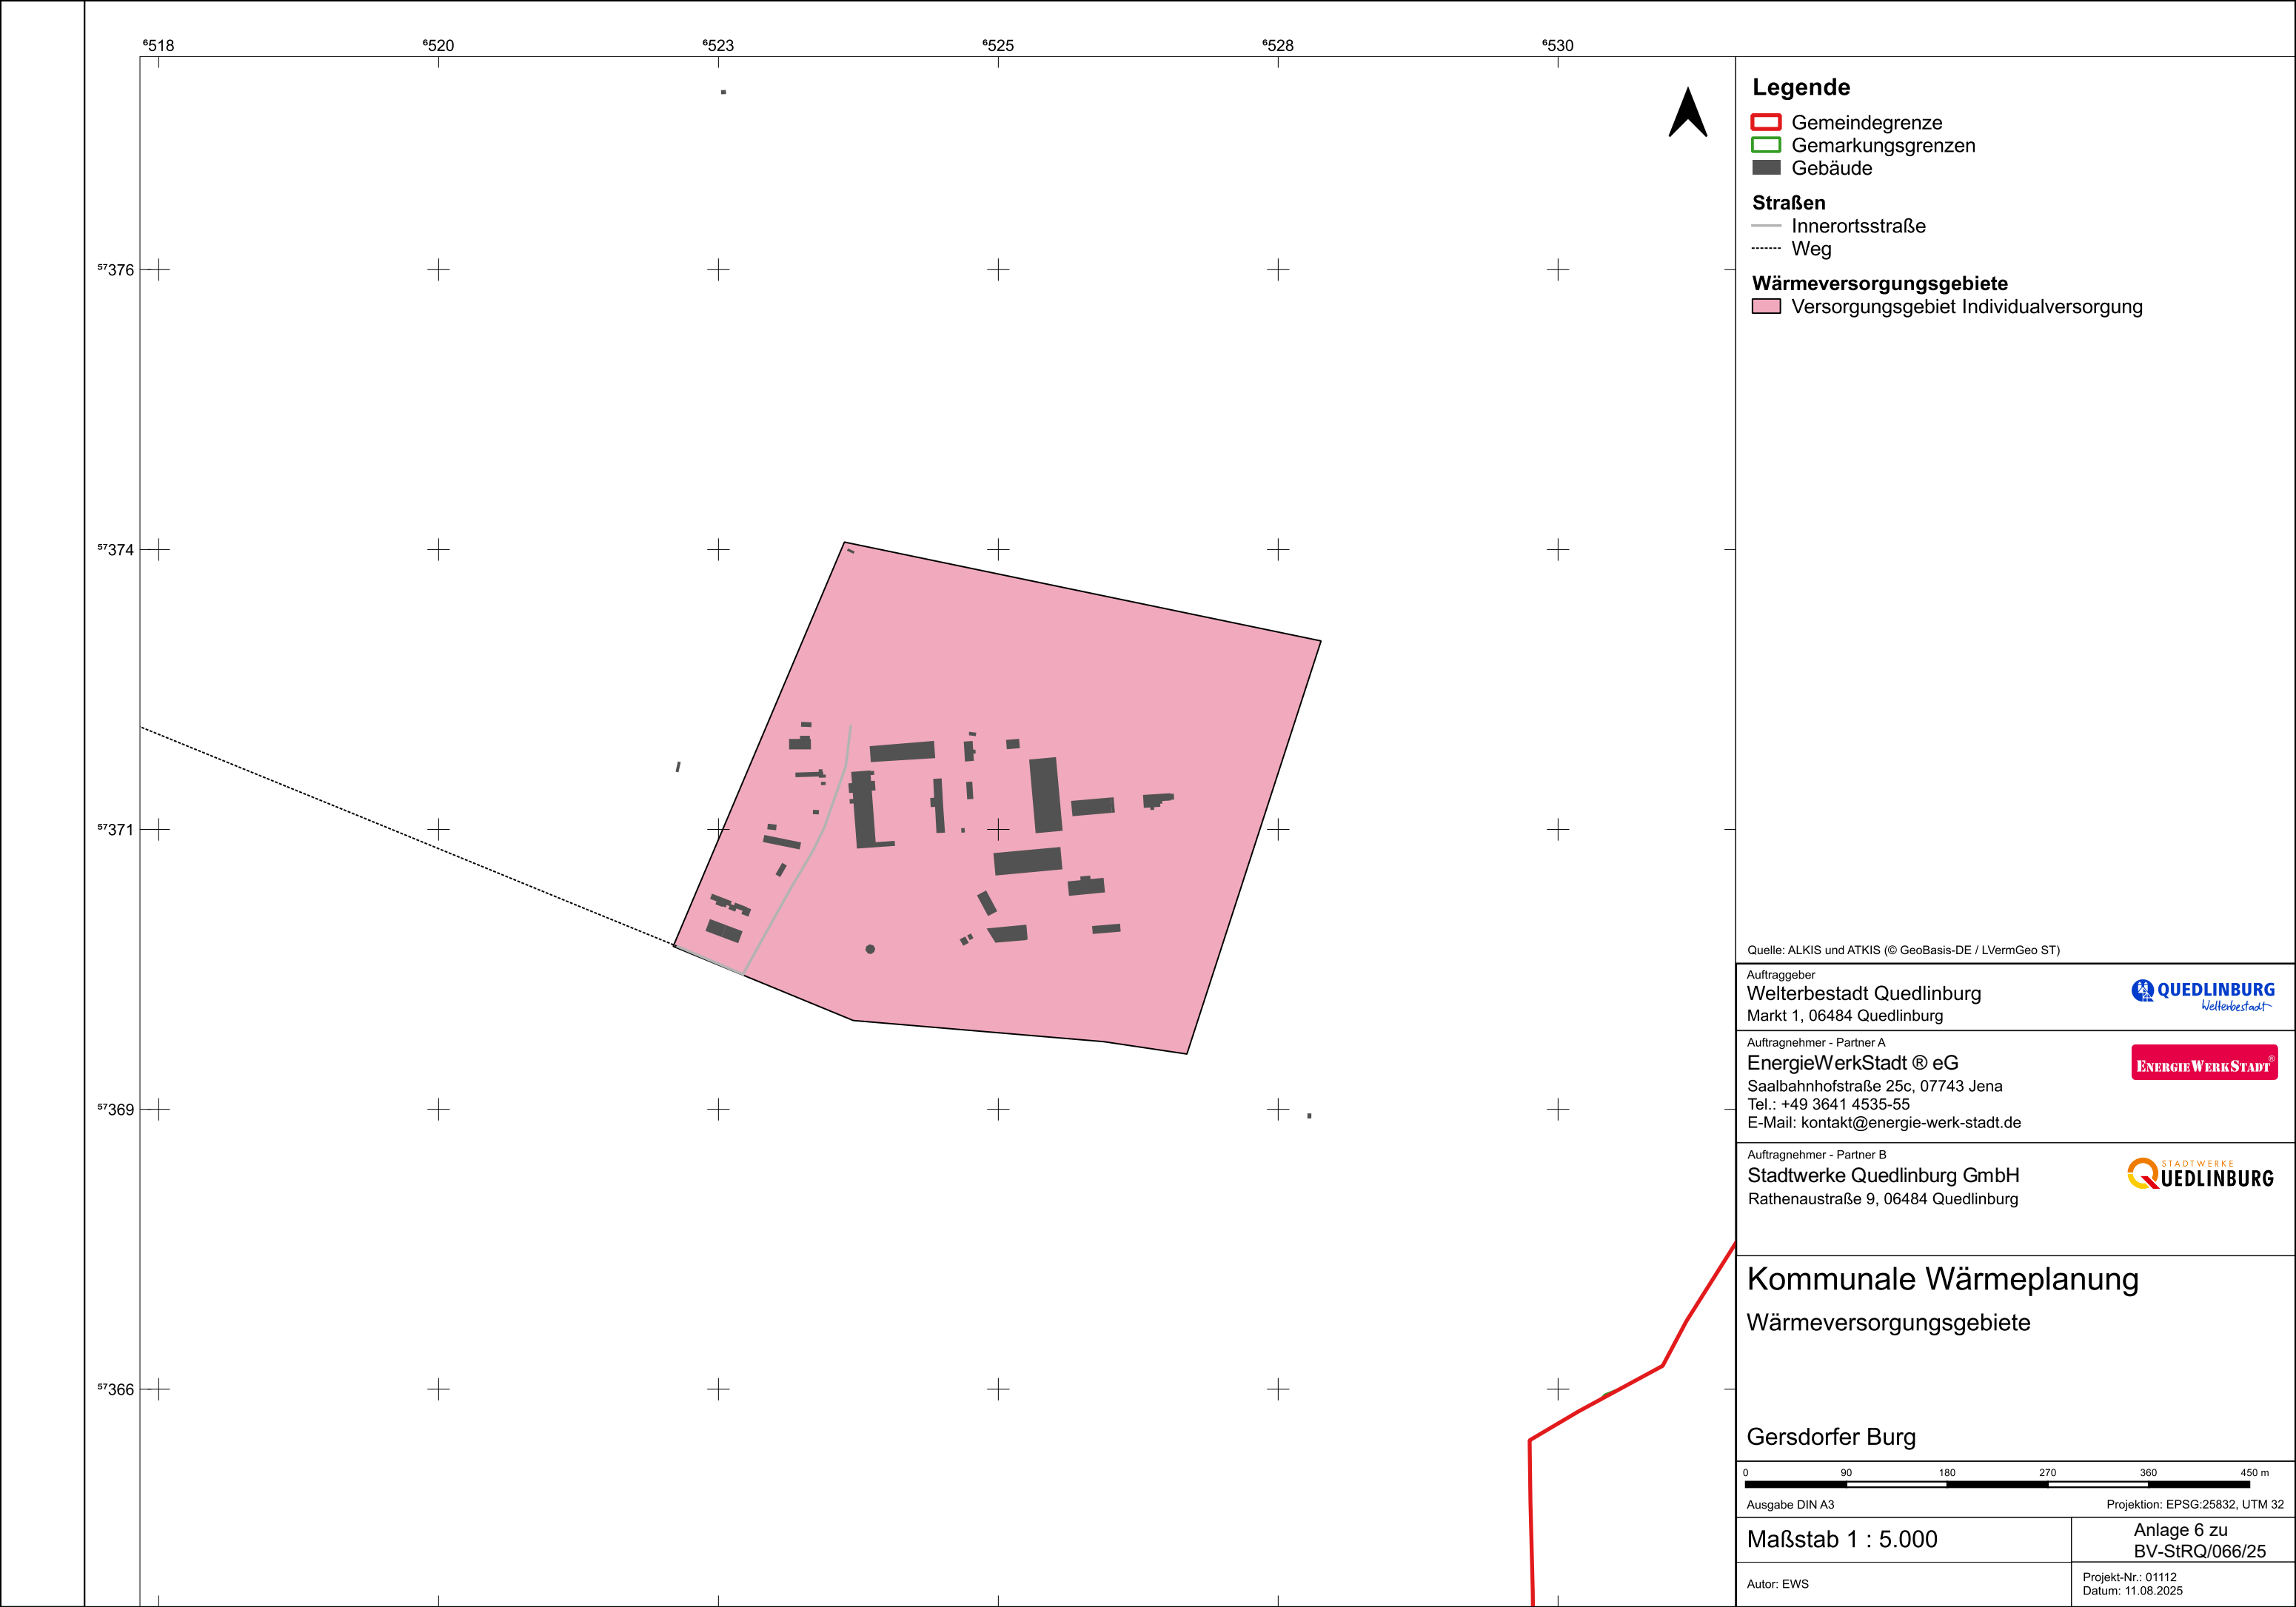 ⁶518 ⁶520 ⁶523 ⁶525 ⁶528 ⁶530
⁵⁷376
⁵⁷374
⁵⁷371
⁵⁷369
⁵⁷366
Legende
Gemeindegrenze
Gemarkungsgrenzen
Gebäude
Straßen
Innerortsstraße
Weg
Wärmeversorgungsgebiete
Versorgungsgebiet Individualversorgung
Quelle: ALKIS und ATKIS (© GeoBasis-DE / LVermGeo ST)
Auftraggeber
Welterbestadt Quedlinburg
Markt 1, 06484 Quedlinburg
QUEDLINBURG
Welterbestadt
Auftragnehmer - Partner A
EnergieWerkStadt ® eG
Saalbahnhofstraße 25c, 07743 Jena
Tel.: +49 3641 4535-55
E-Mail: kontakt@energie-werk-stadt.de
ENERGIEWERKSTADT®
Auftragnehmer - Partner B
Stadtwerke Quedlinburg GmbH
Rathenaustraße 9, 06484 Quedlinburg
STADTWERKE
QUEDLINBURG
Kommunale Wärmeplanung
Wärmeversorgungsgebiete
Gersdorfer Burg
0 90 180 270 360 450 m
Ausgabe DIN A3
Projektion: EPSG:25832, UTM 32
Maßstab 1 : 5.000
Anlage 6 zu
BV-StRQ/066/25
Autor: EWS
Projekt-Nr.: 01112
Datum: 11.08.2025